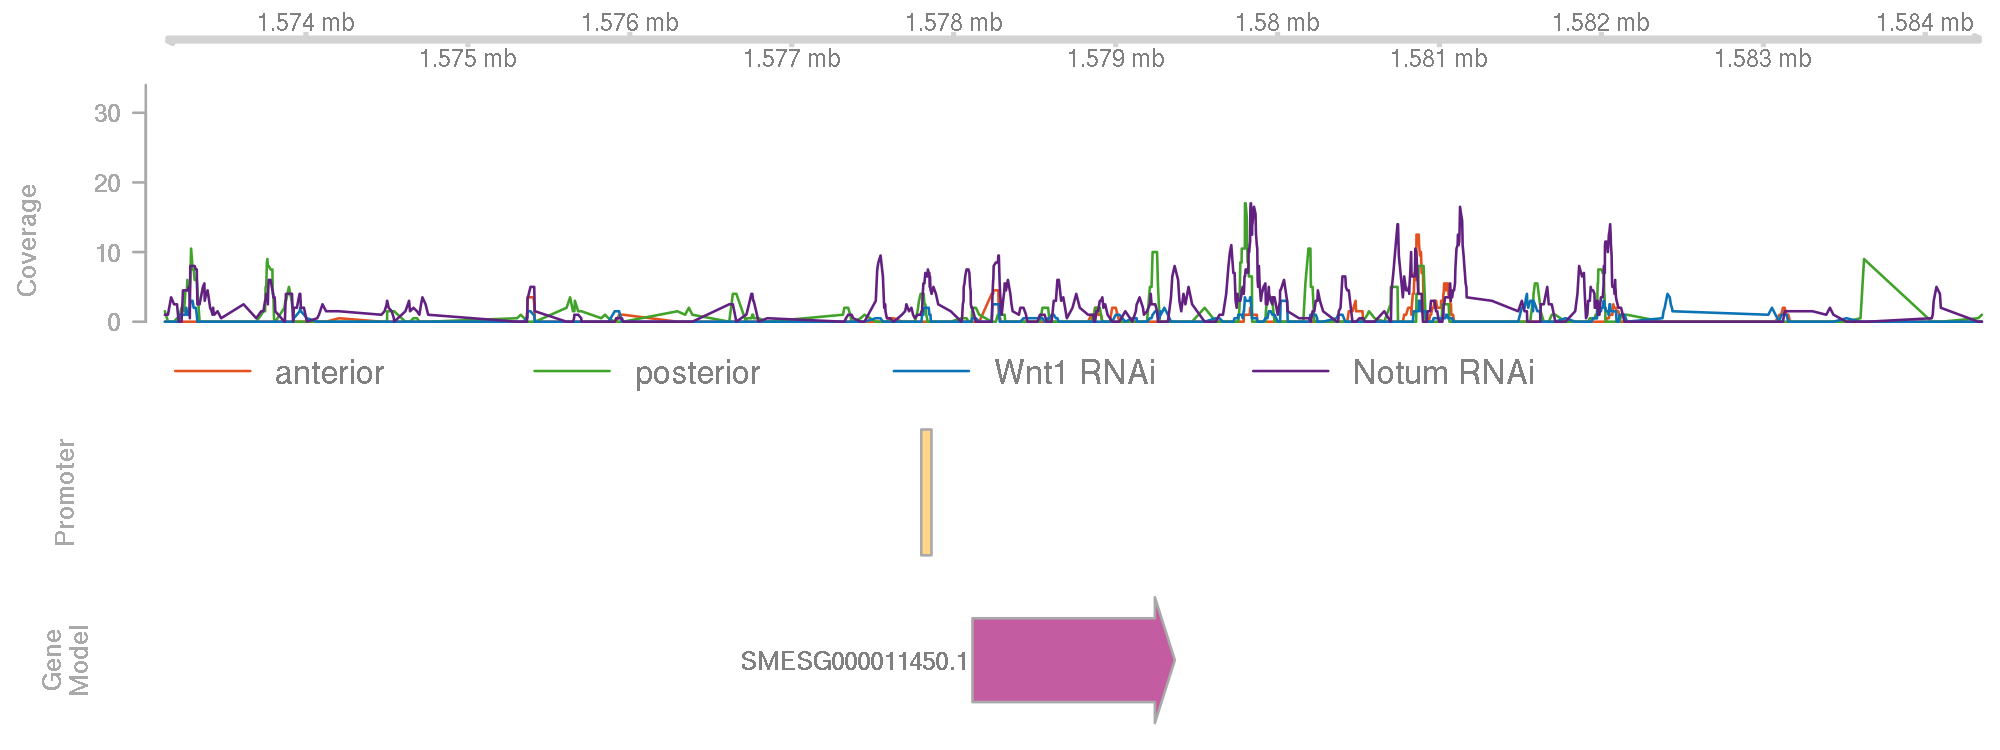 1.574 mb 1.576 mb 1.578 mb 1.58 mb 1.582 mb 1.584 mb
1.575 mb 1.577 mb 1.579 mb 1.581 mb 1.583 mb
Coverage
30
20
10
0
anterior posterior Wnt1 RNAi Notum RNAi
Promoter
Gene
Model
SMESG000011450.1